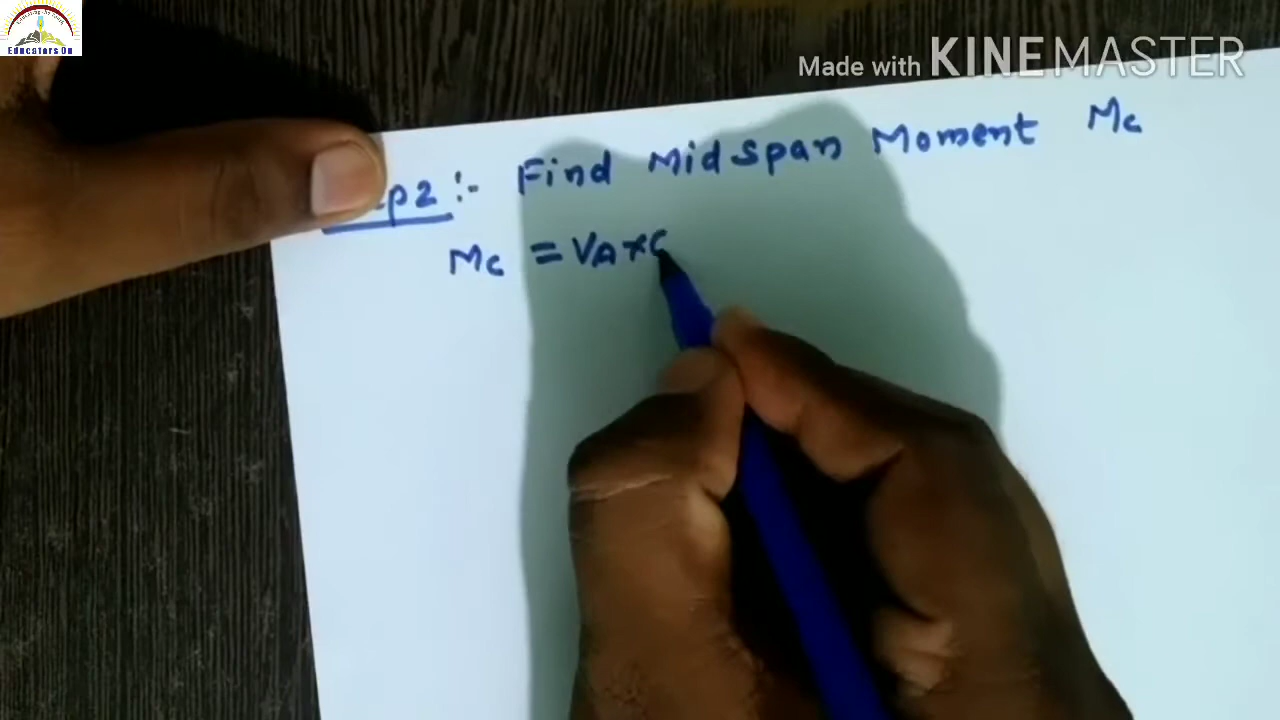 Educators On
Made with KINEMASTER
p2 :- Find Midspan Moment Mc
Mc = VA x